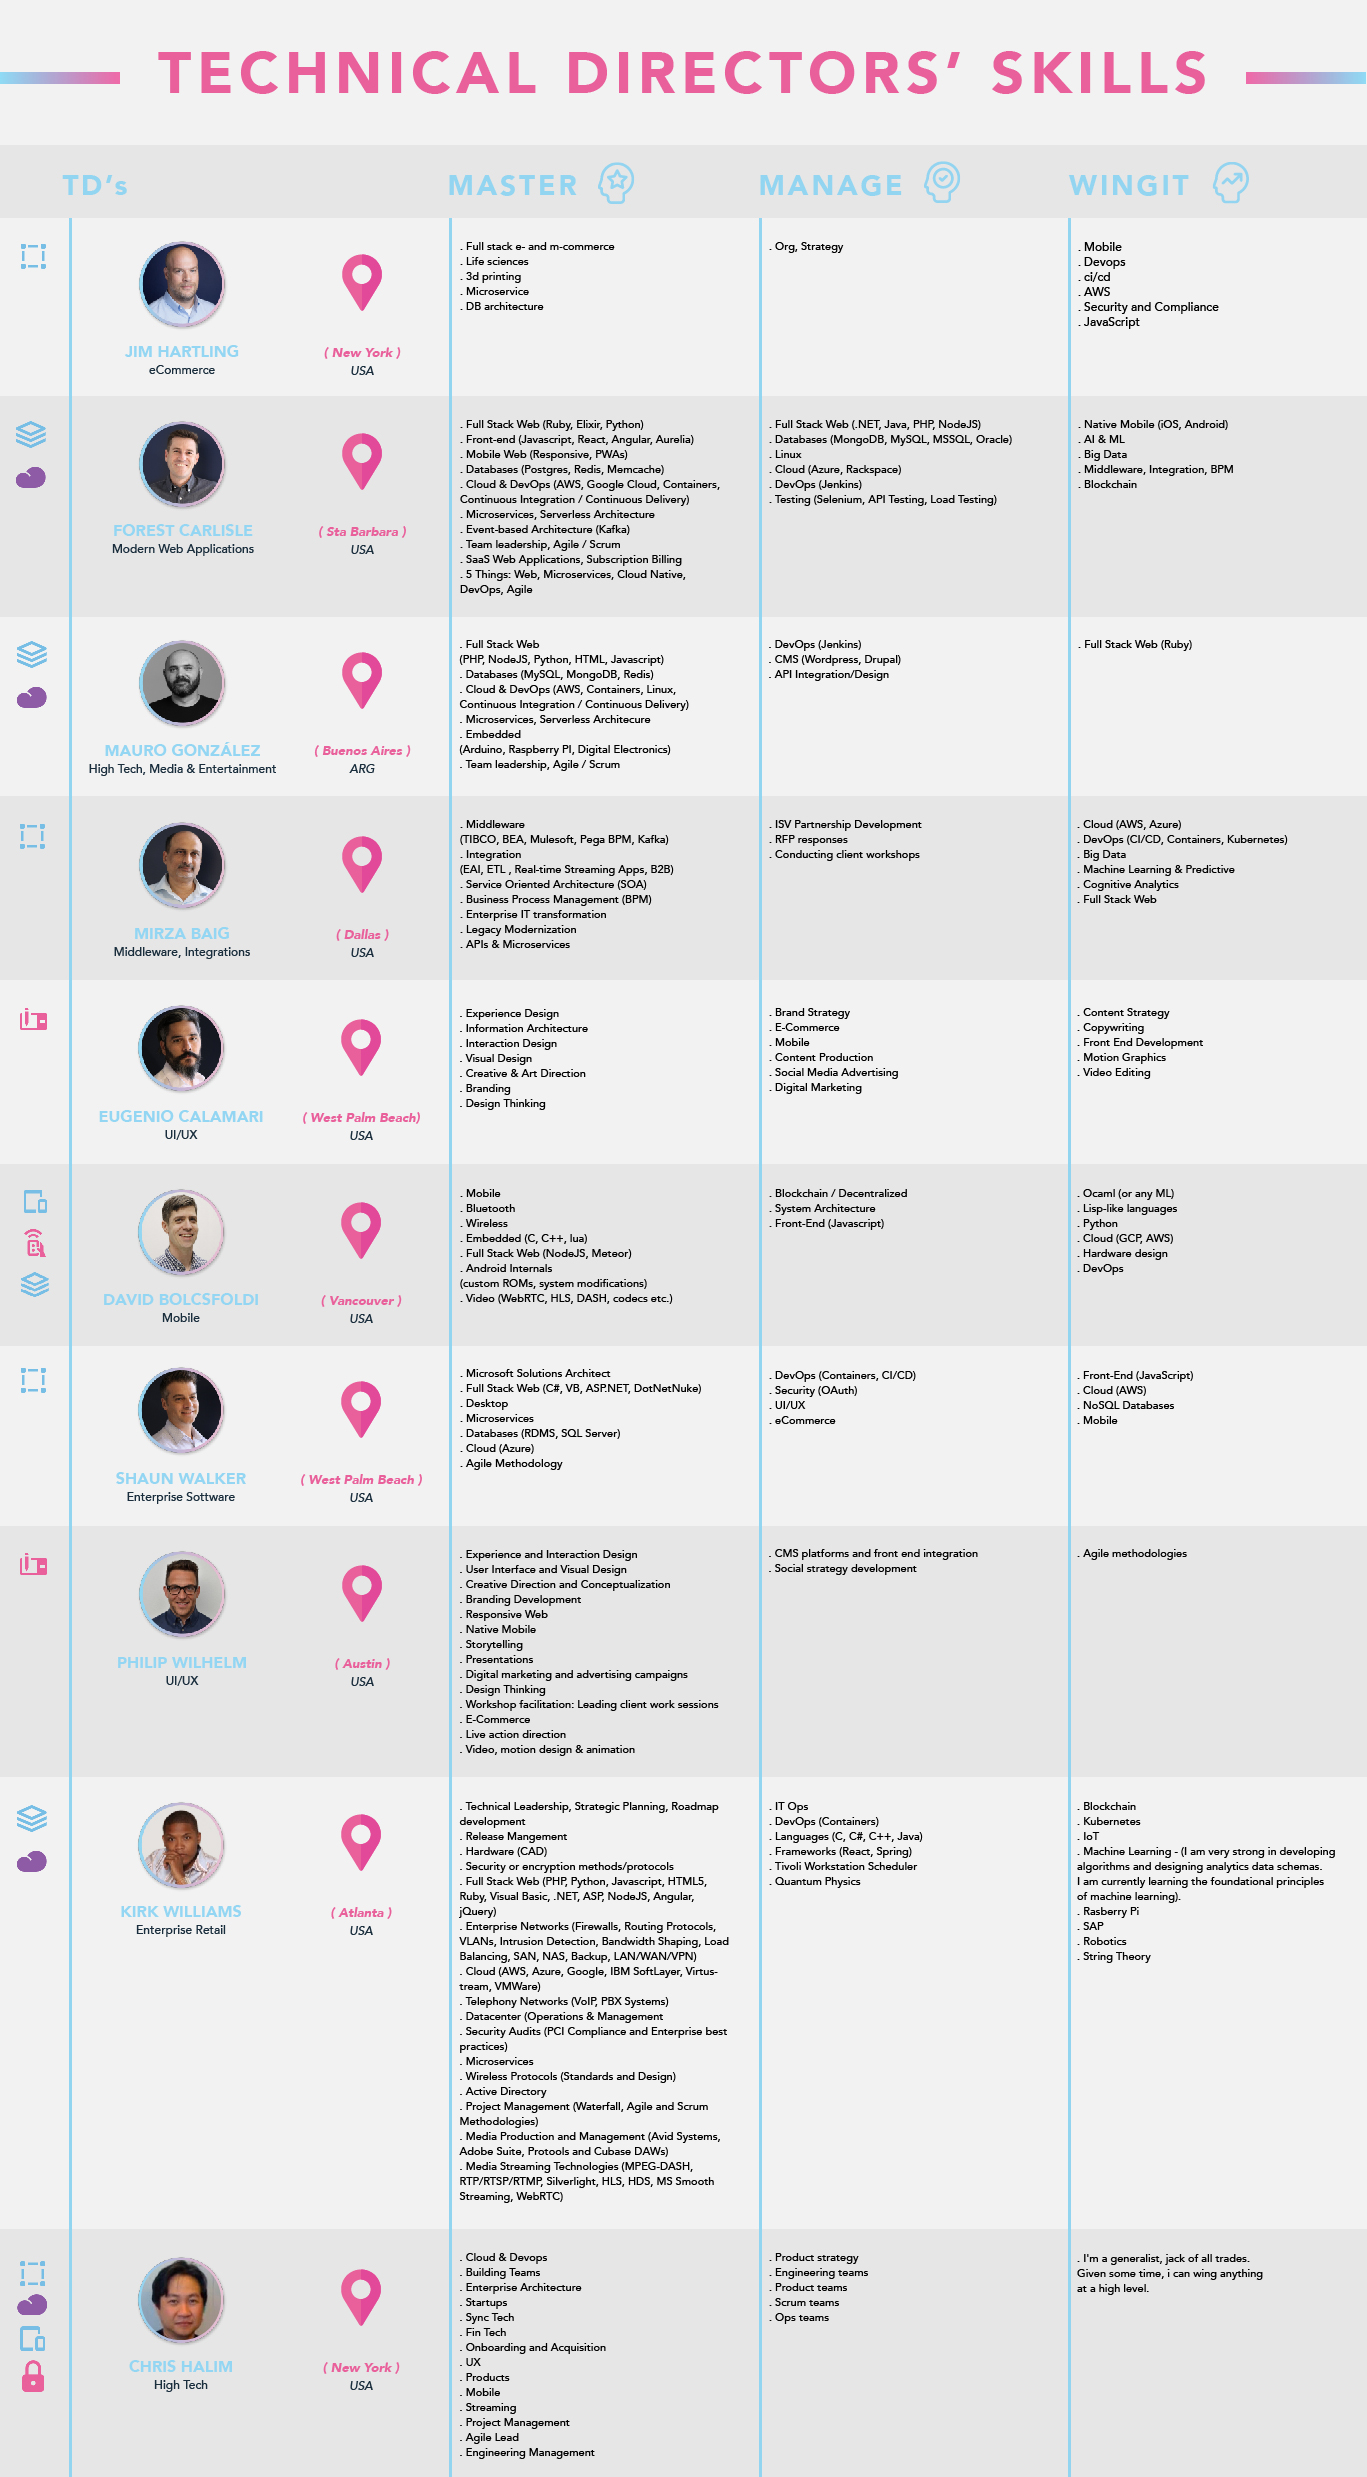 TECHNICAL DIRECTORS’ SKILLS
TD’s
MASTER
MANAGE
WINGIT
JIM HARTLING
eCommerce
( New York )
USA
. Full stack e- and m-commerce
. Life sciences
. 3d printing
. Microservice
. DB architecture
. Org, Strategy
. Mobile
. Devops
. ci/cd
. AWS
. Security and Compliance
. JavaScript
FOREST CARLISLE
Modern Web Applications
( Sta Barbara )
USA
. Full Stack Web (Ruby, Elixir, Python)
. Front-end (Javascript, React, Angular, Aurelia)
. Mobile Web (Responsive, PWAs)
. Databases (Postgres, Redis, Memcache)
. Cloud & DevOps (AWS, Google Cloud, Containers,
Continuous Integration / Continuous Delivery)
. Microservices, Serverless Architecture
. Event-based Architecture (Kafka)
. Team leadership, Agile / Scrum
. SaaS Web Applications, Subscription Billing
. 5 Things: Web, Microservices, Cloud Native,
DevOps, Agile
. Full Stack Web (.NET, Java, PHP, NodeJS)
. Databases (MongoDB, MySQL, MSSQL, Oracle)
. Linux
. Cloud (Azure, Rackspace)
. DevOps (Jenkins)
. Testing (Selenium, API Testing, Load Testing)
. Native Mobile (iOS, Android)
. AI & ML
. Big Data
. Middleware, Integration, BPM
. Blockchain
MAURO GONZÁLEZ
High Tech, Media & Entertainment
( Buenos Aires )
ARG
. Full Stack Web
(PHP, NodeJS, Python, HTML, Javascript)
. Databases (MySQL, MongoDB, Redis)
. Cloud & DevOps (AWS, Containers, Linux,
Continuous Integration / Continuous Delivery)
. Microservices, Serverless Architecure
. Embedded
(Arduino, Raspberry PI, Digital Electronics)
. Team leadership, Agile / Scrum
. DevOps (Jenkins)
. CMS (Wordpress, Drupal)
. API Integration/Design
. Full Stack Web (Ruby)
MIRZA BAIG
Middleware, Integrations
( Dallas )
USA
. Middleware
(TIBCO, BEA, Mulesoft, Pega BPM, Kafka)
. Integration
(EAI, ETL , Real-time Streaming Apps, B2B)
. Service Oriented Architecture (SOA)
. Business Process Management (BPM)
. Enterprise IT transformation
. Legacy Modernization
. APIs & Microservices
. ISV Partnership Development
. RFP responses
. Conducting client workshops
. Cloud (AWS, Azure)
. DevOps (CI/CD, Containers, Kubernetes)
. Big Data
. Machine Learning & Predictive
. Cognitive Analytics
. Full Stack Web
EUGENIO CALAMARI
UI/UX
( West Palm Beach)
USA
. Experience Design
. Information Architecture
. Interaction Design
. Visual Design
. Creative & Art Direction
. Branding
. Design Thinking
. Brand Strategy
. E-Commerce
. Mobile
. Content Production
. Social Media Advertising
. Digital Marketing
. Content Strategy
. Copywriting
. Front End Development
. Motion Graphics
. Video Editing
DAVID BOLCSFOLDI
Mobile
( Vancouver )
USA
. Mobile
. Bluetooth
. Wireless
. Embedded (C, C++, lua)
. Full Stack Web (NodeJS, Meteor)
. Android Internals
(custom ROMs, system modifications)
. Video (WebRTC, HLS, DASH, codecs etc.)
. Blockchain / Decentralized
. System Architecture
. Front-End (Javascript)
. Ocaml (or any ML)
. Lisp-like languages
. Python
. Cloud (GCP, AWS)
. Hardware design
. DevOps
SHAUN WALKER
Enterprise Sottware
( West Palm Beach )
USA
. Microsoft Solutions Architect
. Full Stack Web (C#, VB, ASP.NET, DotNetNuke)
. Desktop
. Microservices
. Databases (RDMS, SQL Server)
. Cloud (Azure)
. Agile Methodology
. DevOps (Containers, CI/CD)
. Security (OAuth)
. UI/UX
. eCommerce
. Front-End (JavaScript)
. Cloud (AWS)
. NoSQL Databases
. Mobile
PHILIP WILHELM
UI/UX
( Austin )
USA
. Experience and Interaction Design
. User Interface and Visual Design
. Creative Direction and Conceptualization
. Branding Development
. Responsive Web
. Native Mobile
. Storytelling
. Presentations
. Digital marketing and advertising campaigns
. Design Thinking
. Workshop facilitation: Leading client work sessions
. E-Commerce
. Live action direction
. Video, motion design & animation
. CMS platforms and front end integration
. Social strategy development
. Agile methodologies
KIRK WILLIAMS
Enterprise Retail
( Atlanta )
USA
. Technical Leadership, Strategic Planning, Roadmap
development
. Release Mangement
. Hardware (CAD)
. Security or encryption methods/protocols
. Full Stack Web (PHP, Python, Javascript, HTML5,
Ruby, Visual Basic, .NET, ASP, NodeJS, Angular,
jQuery)
. Enterprise Networks (Firewalls, Routing Protocols,
VLANs, Intrusion Detection, Bandwidth Shaping, Load
Balancing, SAN, NAS, Backup, LAN/WAN/VPN)
. Cloud (AWS, Azure, Google, IBM SoftLayer, Virtus-
tream, VMWare)
. Telephony Networks (VoIP, PBX Systems)
. Datacenter (Operations & Management
. Security Audits (PCI Compliance and Enterprise best
practices)
. Microservices
. Wireless Protocols (Standards and Design)
. Active Directory
. Project Management (Waterfall, Agile and Scrum
Methodologies)
. Media Production and Management (Avid Systems,
Adobe Suite, Protools and Cubase DAWs)
. Media Streaming Technologies (MPEG-DASH,
RTP/RTSP/RTMP, Silverlight, HLS, HDS, MS Smooth
Streaming, WebRTC)
. IT Ops
. DevOps (Containers)
. Languages (C, C#, C++, Java)
. Frameworks (React, Spring)
. Tivoli Workstation Scheduler
. Quantum Physics
. Blockchain
. Kubernetes
. IoT
. Machine Learning - (I am very strong in developing
algorithms and designing analytics data schemas.
I am currently learning the foundational principles
of machine learning).
. Rasberry Pi
. SAP
. Robotics
. String Theory
CHRIS HALIM
High Tech
( New York )
USA
. Cloud & Devops
. Building Teams
. Enterprise Architecture
. Startups
. Sync Tech
. Fin Tech
. Onboarding and Acquisition
. UX
. Products
. Mobile
. Streaming
. Project Management
. Agile Lead
. Engineering Management
. Product strategy
. Engineering teams
. Product teams
. Scrum teams
. Ops teams
. I'm a generalist, jack of all trades.
Given some time, i can wing anything
at a high level.